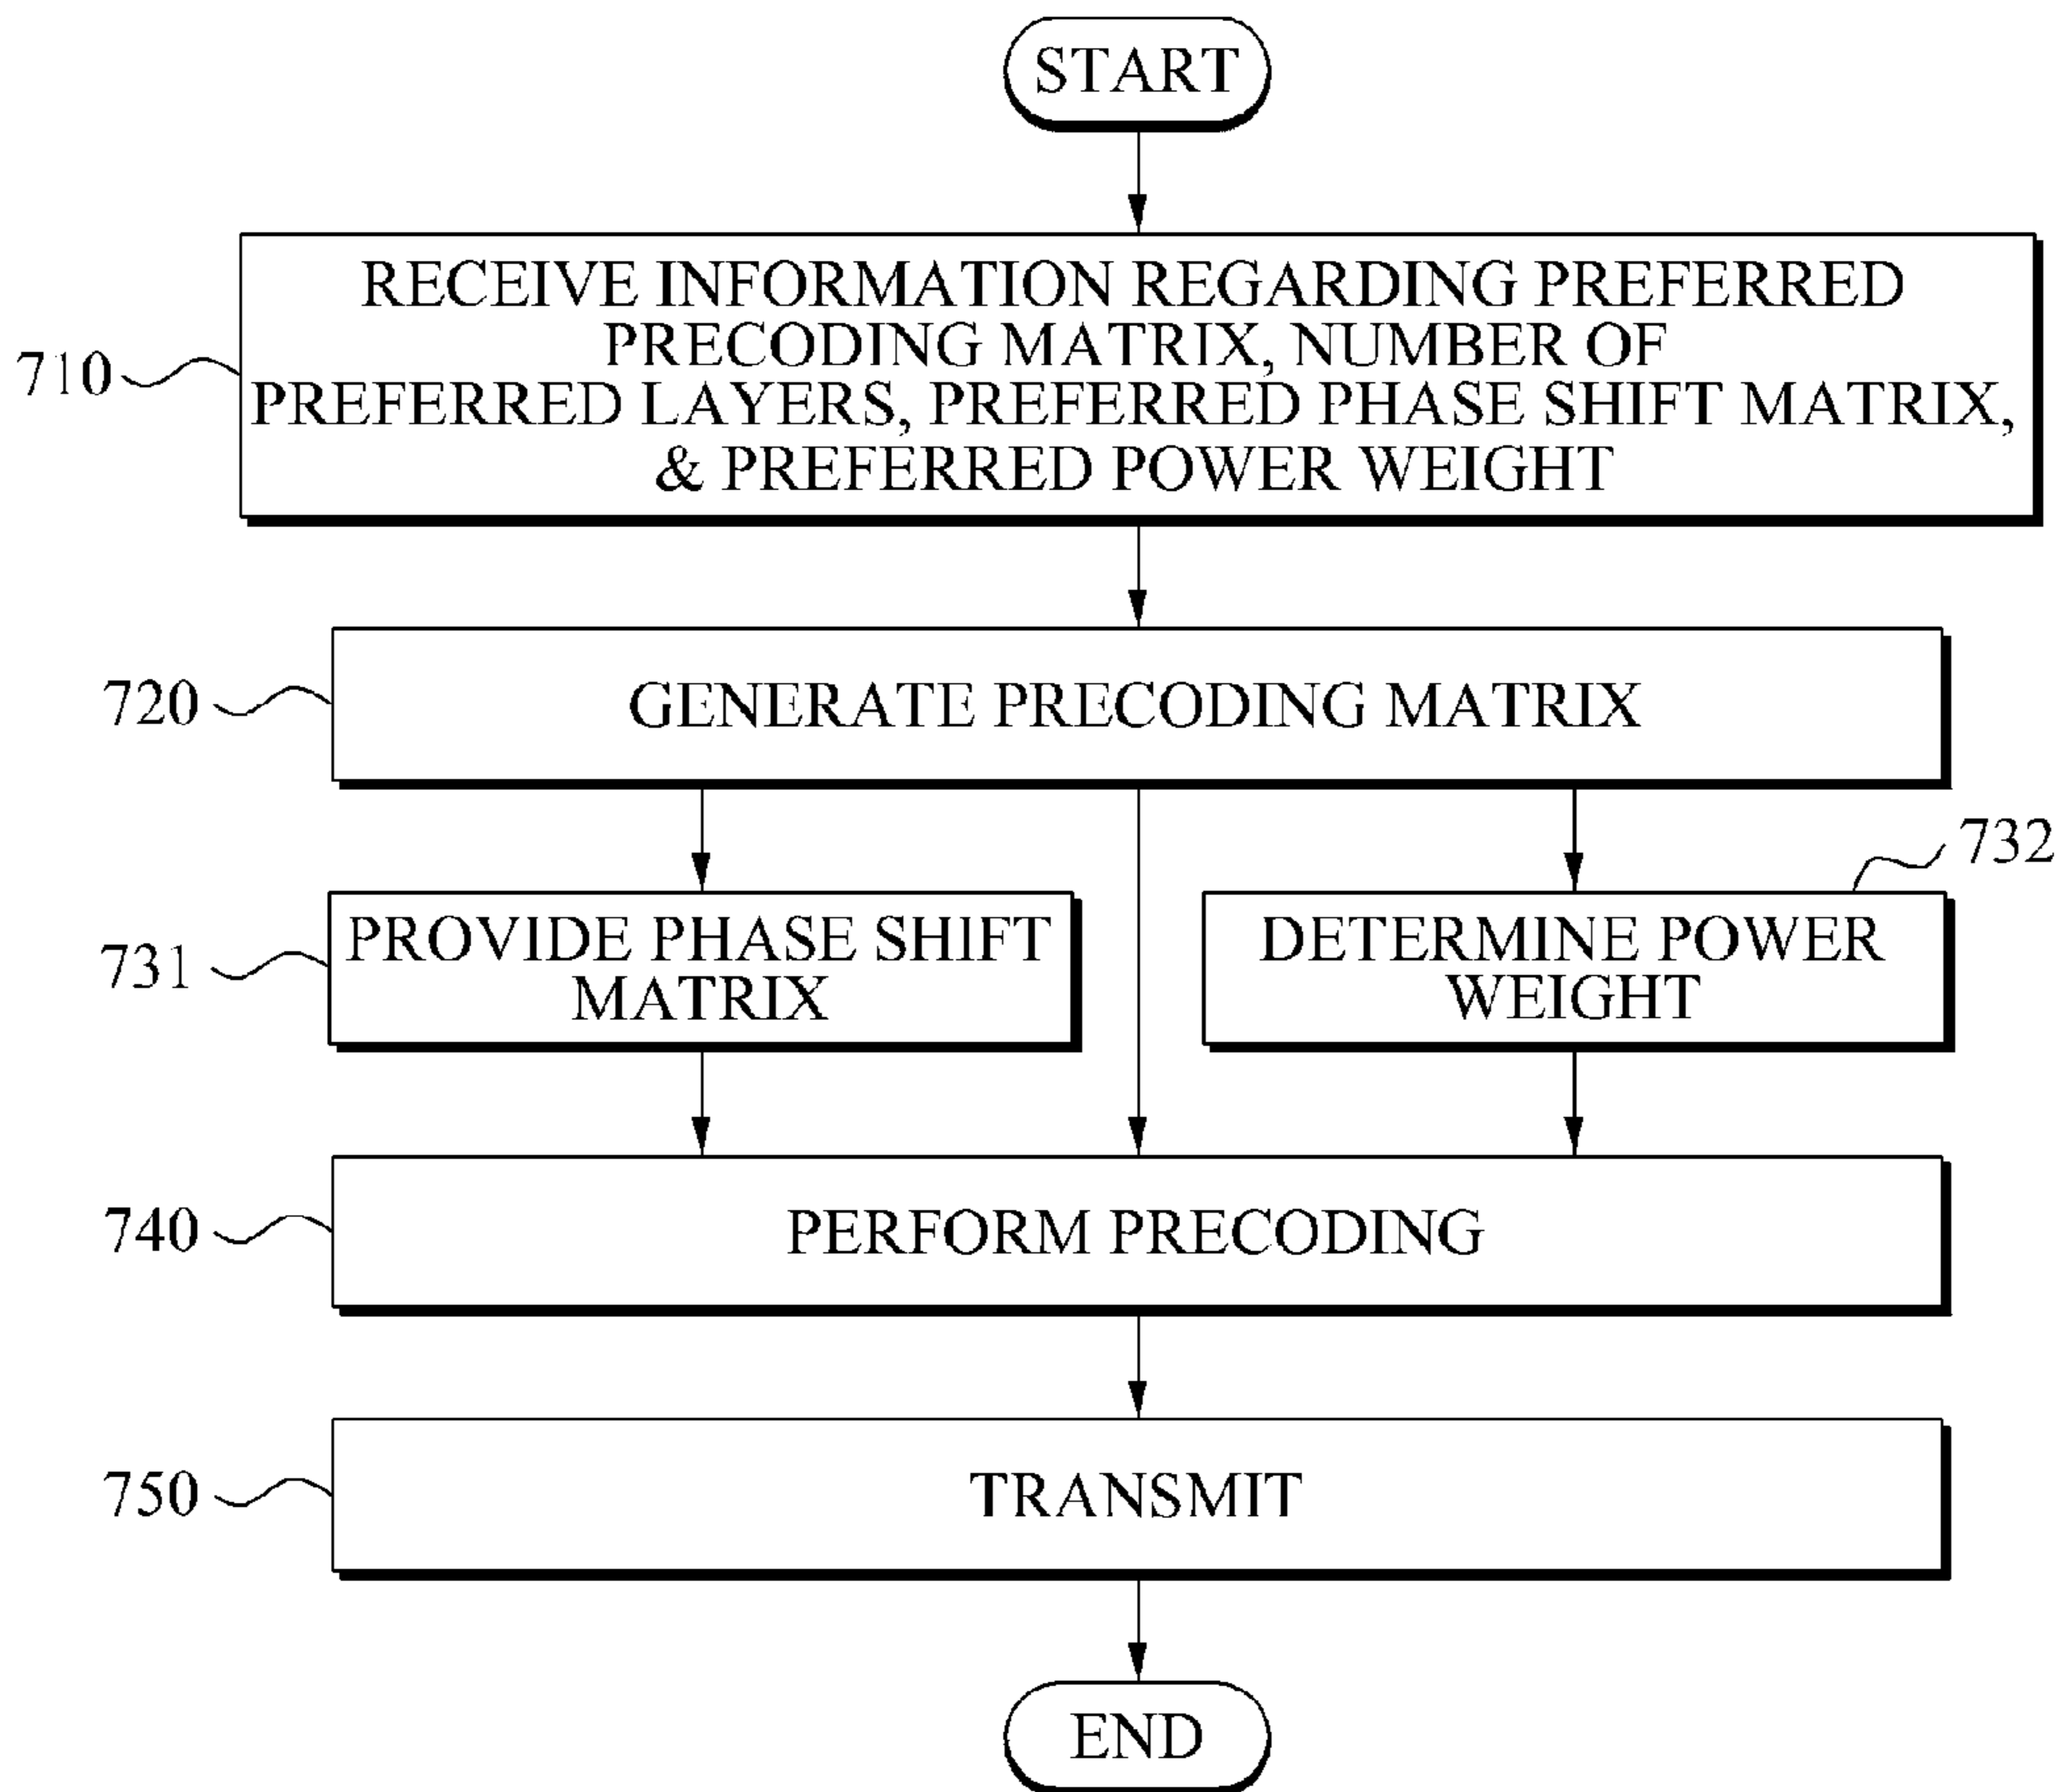 START
RECEIVE INFORMATION REGARDING PREFERRED
PRECODING MATRIX, NUMBER OF
710
PREFERRED LAYERS, PREFERRED PHASE SHIFT MATRIX,
& PREFERRED POWER WEIGHT
720
GENERATE PRECODING MATRIX
732
731
PROVIDE PHASE SHIFT
MATRIX
DETERMINE POWER
WEIGHT
740
PERFORM PRECODING
750
TRANSMIT
END